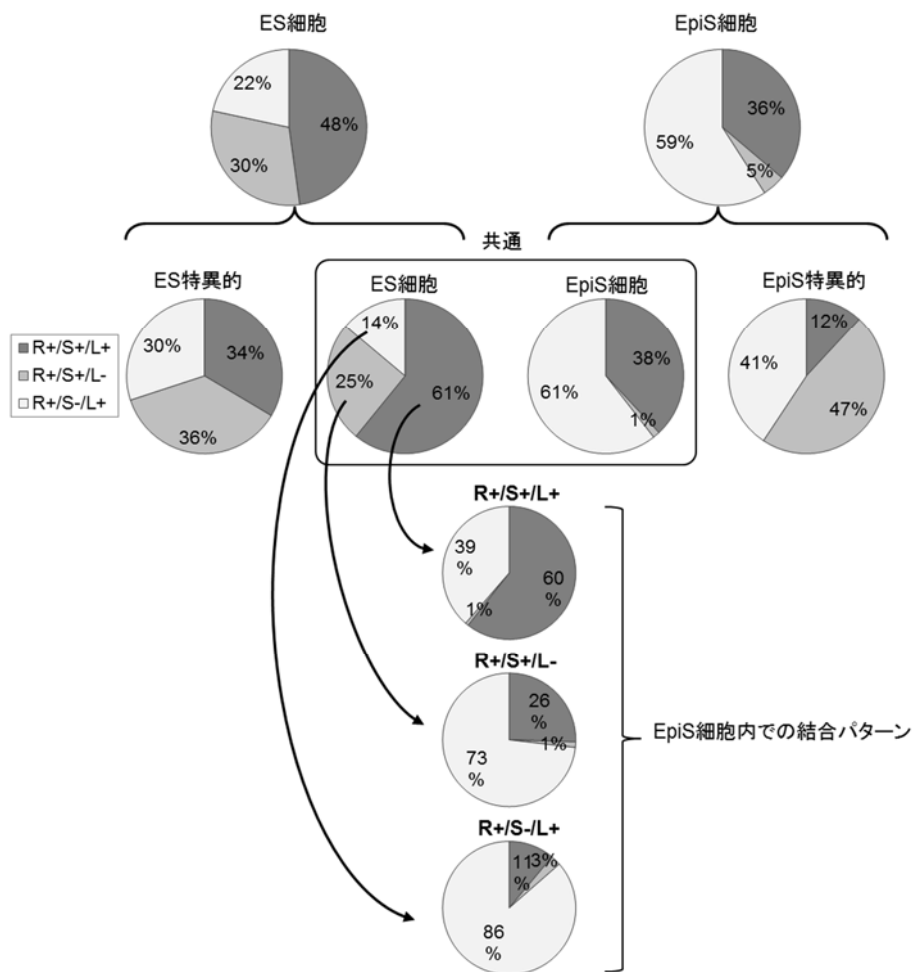 ES細胞
EpiS細胞
22%
48%
30%
36%
59%
5%
共通
ES特異的
ES細胞
EpiS細胞
EpiS特異的
R+/S+/L+
R+/S+/L-
R+/S-/L+
30%
34%
36%
14%
25%
61%
38%
61%
1%
12%
41%
47%
R+/S+/L+
39
%
60
%
1%
R+/S+/L-
26
%
1%
73
%
EpiS細胞内での結合パターン
R+/S-/L+
11
%
3%
86
%